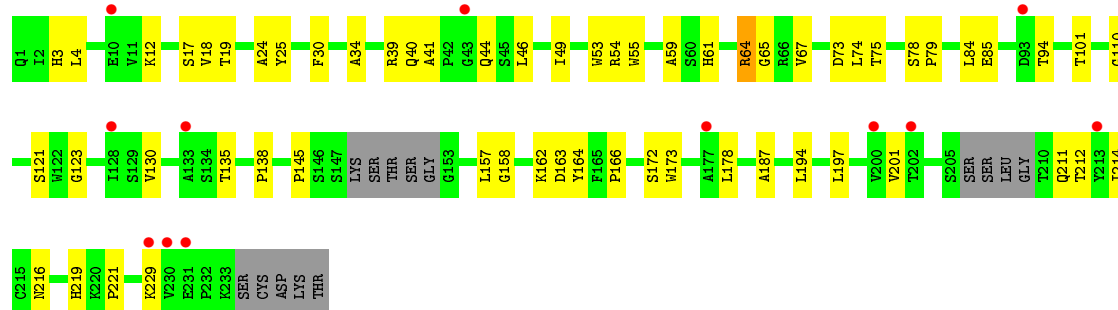 Q1 I2 H3 L4 E10 V11 K12 S17 V18 T19 A24 Y25 F30 A34 R39 Q40 A41 P42 G43 Q44 S45 L46 I49 W53 R54 W55 A59 S60 H61 R64 G65 R66 V67 D73 L74 T75 S78 P79 L84 E85 D93 T94 T101
S121 W122 G123 I128 S129 V130 A133 S134 T135 P138 P145 S146 S147 LYS SER THR SER GLY G153 L157 G158 K162 D163 Y164 F165 P166 S172 W173 A177 L178 A187 L194 L197 V200 V201 T202 S205 SER SER LEU GLY T210 Q211 T212 Y213
C215 N216 H219 K220 P221 K229 V230 E231 P232 K233 SER CYS ASP LYS THR